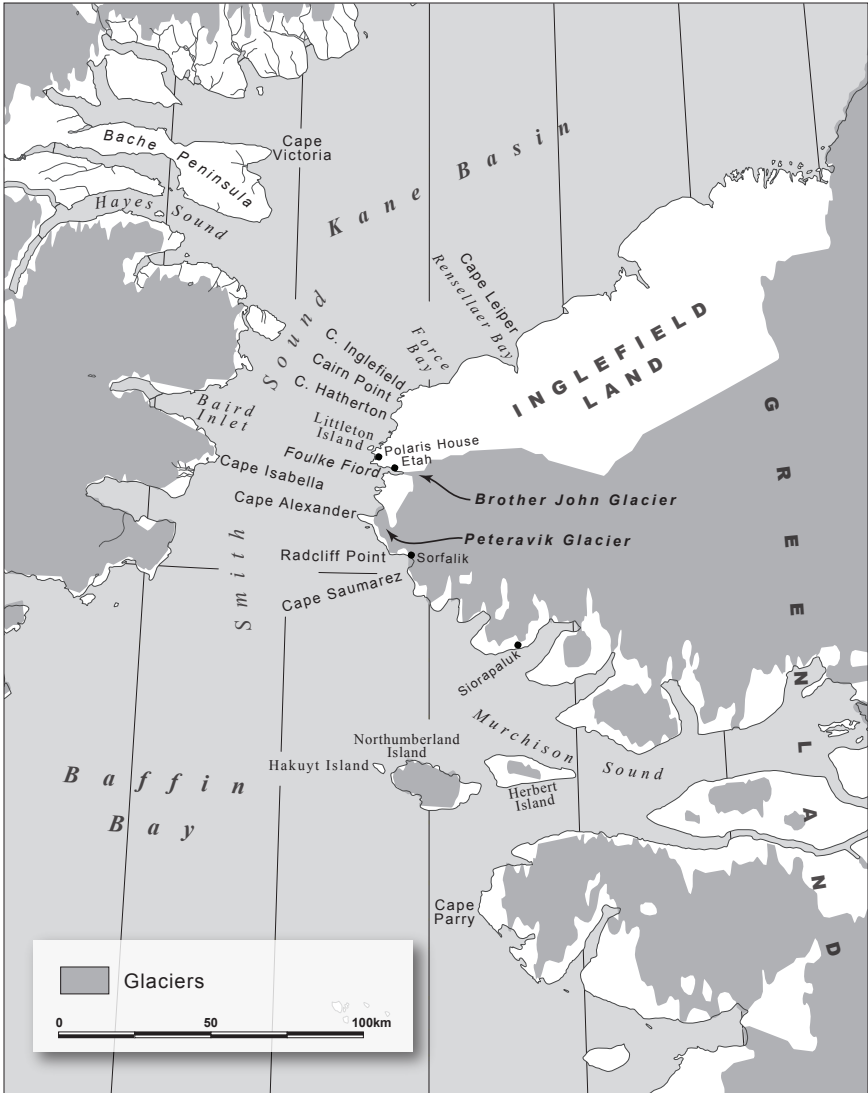 Bache Peninsula
Cape
Victoria
Kane Basin
Hayes Sound
Cape Leiper
Rensellaer Bay
Force
Bay
C. Inglefield
Cairn Point
C. Hatherton
INGLEFIELD
LAND
Smith Sound
Baird
Inlet
Littleton
Island
Polaris House
Etah
Foulke Fiord
Cape Isabella
Brother John Glacier
Cape Alexander
Peteravik Glacier
Radcliff Point
Sorfalik
Cape Saumarez
Siorapaluk
GREENLAND
Murchison Sound
Northumberland
Island
Hakuyt Island
Herbert
Island
Baffin
Bay
Cape
Parry
Glaciers
0 50 100km